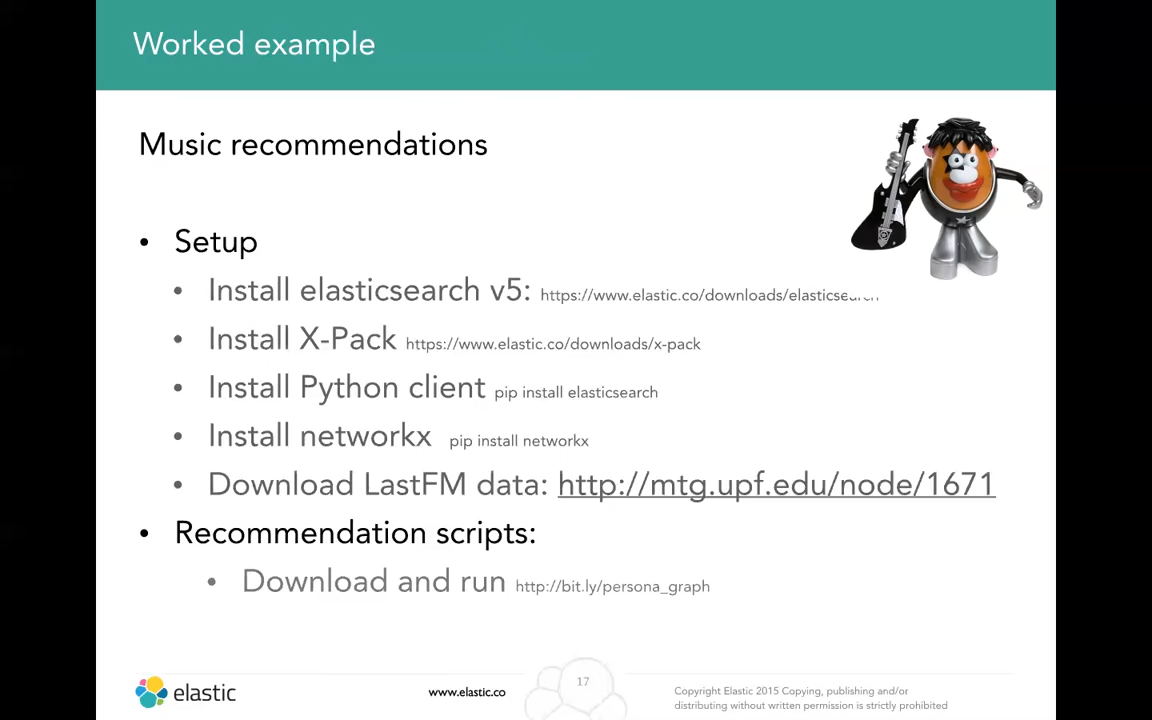 Worked example
Music recommendations
• Setup
• Install elasticsearch v5: https://www.elastic.co/downloads/elasticsearch
• Install X-Pack https://www.elastic.co/downloads/x-pack
• Install Python client pip install elasticsearch
• Install networkx pip install networkx
• Download LastFM data: http://mtg.upf.edu/node/1671
• Recommendation scripts:
• Download and run http://bit.ly/persona_graph
elastic
www.elastic.co
17
Copyright Elastic 2015 Copying, publishing and/or
distributing without written permission is strictly prohibited